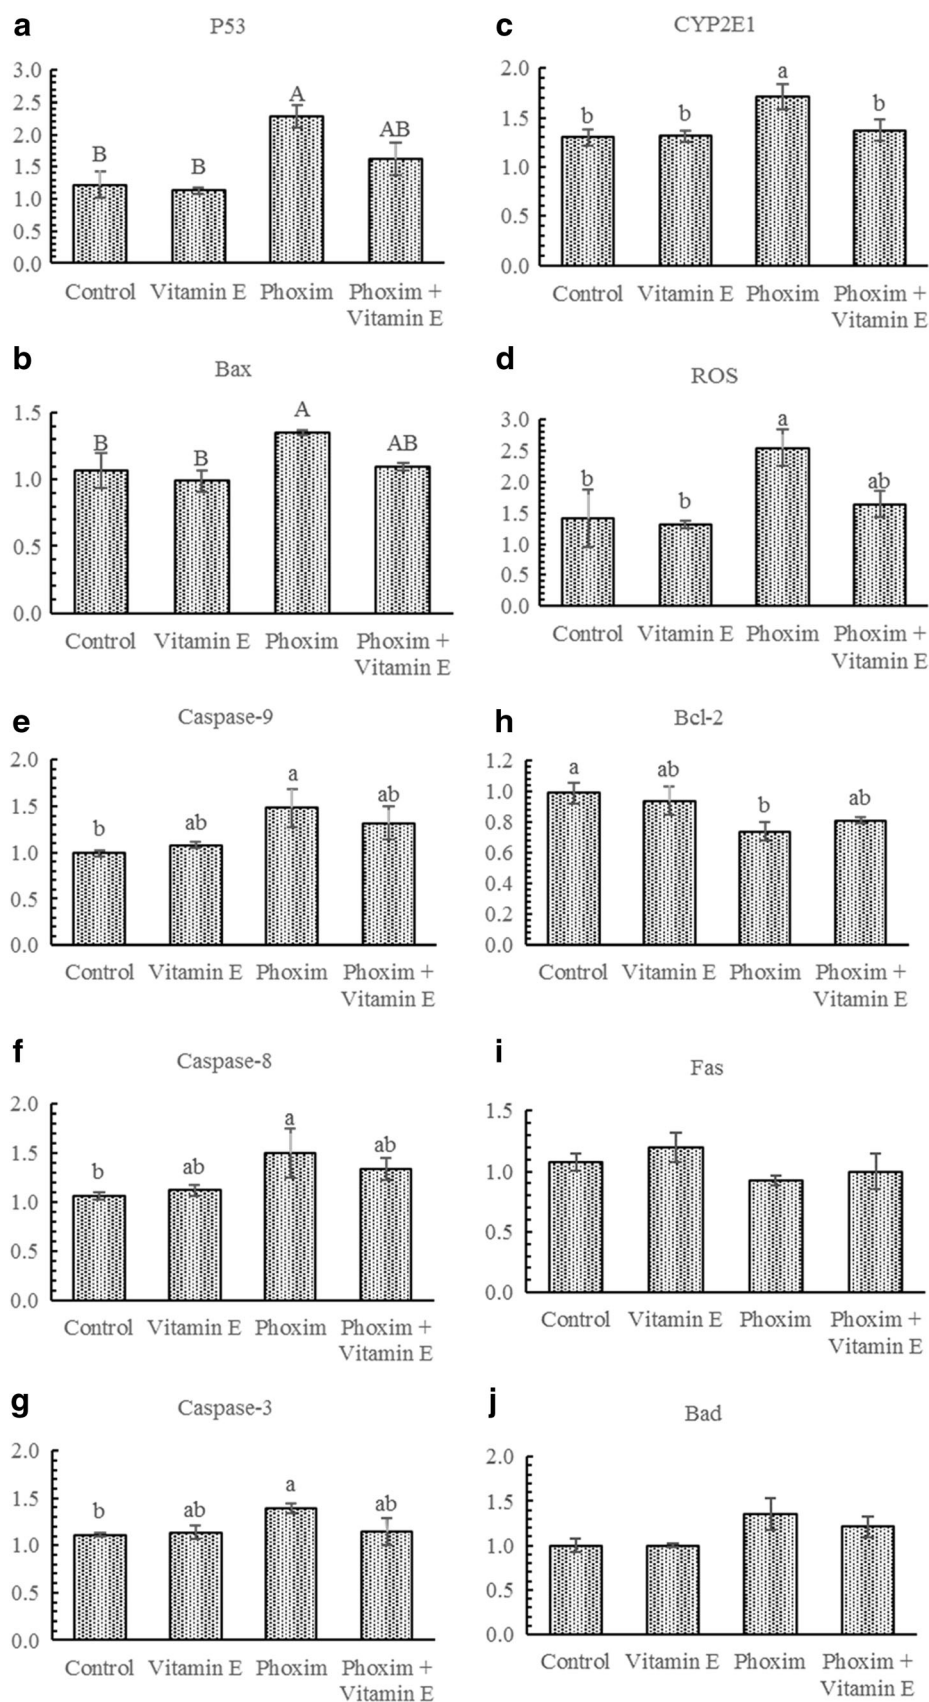 a
P53
3.0
2.5
2.0
1.5
1.0
0.5
0.0
B
B
A
AB
Control Vitamin E Phoxim Phoxim +
Vitamin E
c
CYP2E1
2.0
1.5
1.0
0.5
0.0
b
b
a
b
Control Vitamin E Phoxim Phoxim +
Vitamin E
b
Bax
1.5
1.0
0.5
0.0
B
B
A
AB
Control Vitamin E Phoxim Phoxim +
Vitamin E
d
ROS
3.0
2.5
2.0
1.5
1.0
0.5
0.0
b
b
a
ab
Control Vitamin E Phoxim Phoxim +
Vitamin E
e
Caspase-9
2.0
1.5
1.0
0.5
0.0
b
ab
a
ab
Control Vitamin E Phoxim Phoxim +
Vitamin E
h
Bcl-2
1.2
1.0
0.8
0.6
0.4
0.2
0.0
a
ab
b
ab
Control Vitamin E Phoxim Phoxim +
Vitamin E
f
Caspase-8
2.0
1.5
1.0
0.5
0.0
b
ab
a
ab
Control Vitamin E Phoxim Phoxim +
Vitamin E
i
Fas
1.5
1.0
0.5
0.0
Control Vitamin E Phoxim Phoxim +
Vitamin E
g
Caspase-3
2.0
1.5
1.0
0.5
0.0
b
ab
a
ab
Control Vitamin E Phoxim Phoxim +
Vitamin E
j
Bad
2.0
1.5
1.0
0.5
0.0
Control Vitamin E Phoxim Phoxim +
Vitamin E